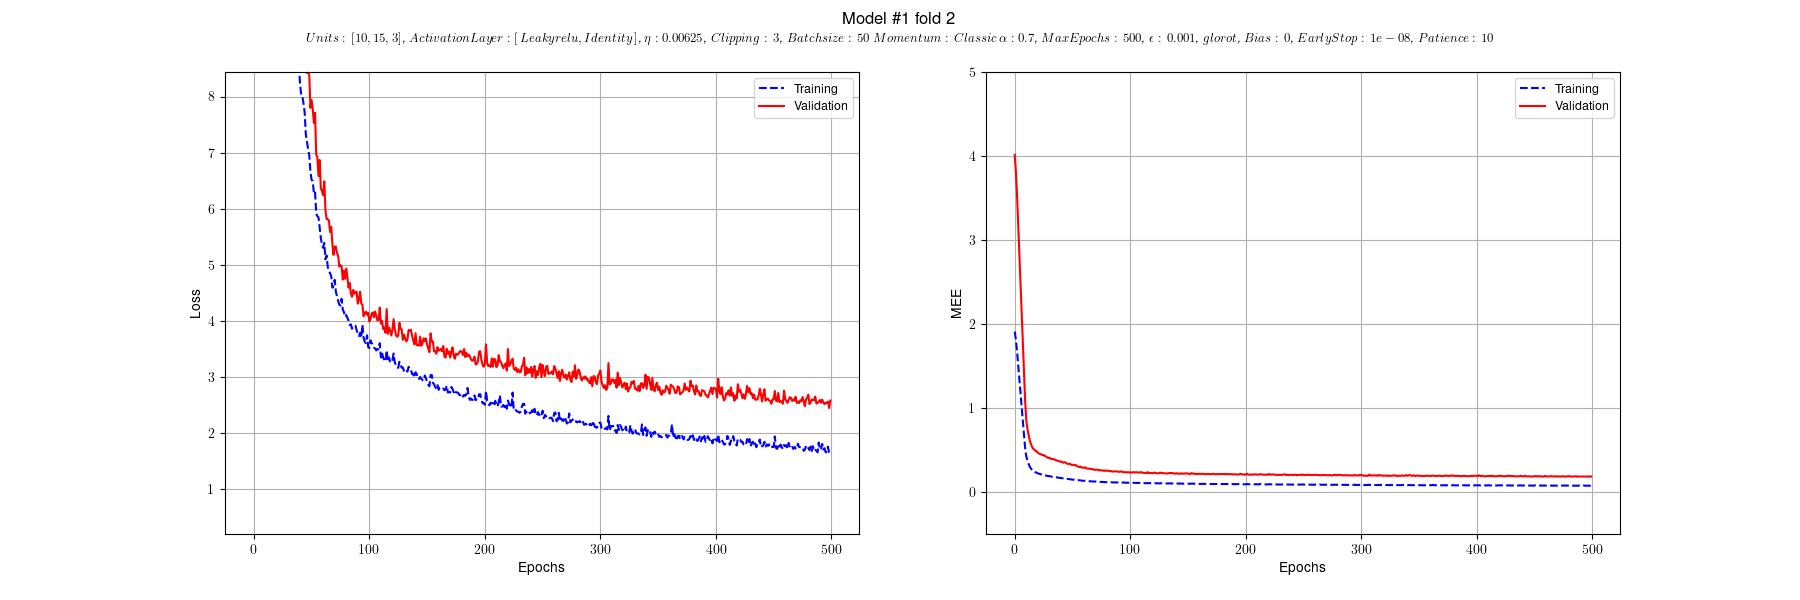 Model #1 fold 2
Units : [10, 15, 3], ActivationLayer : [ Leakyrelu, Identity], η : 0.00625, Clipping : 3, Batchsize : 50 Momentum : Classic α : 0.7, MaxEpochs : 500, ϵ : 0.001, glorot, Bias : 0, EarlyStop : 1e − 08, Patience : 10
Loss
8
7
6
5
4
3
2
1
Training
Validation
0 100 200 300 400 500
Epochs
MEE
5
4
3
2
1
0
Training
Validation
0 100 200 300 400 500
Epochs